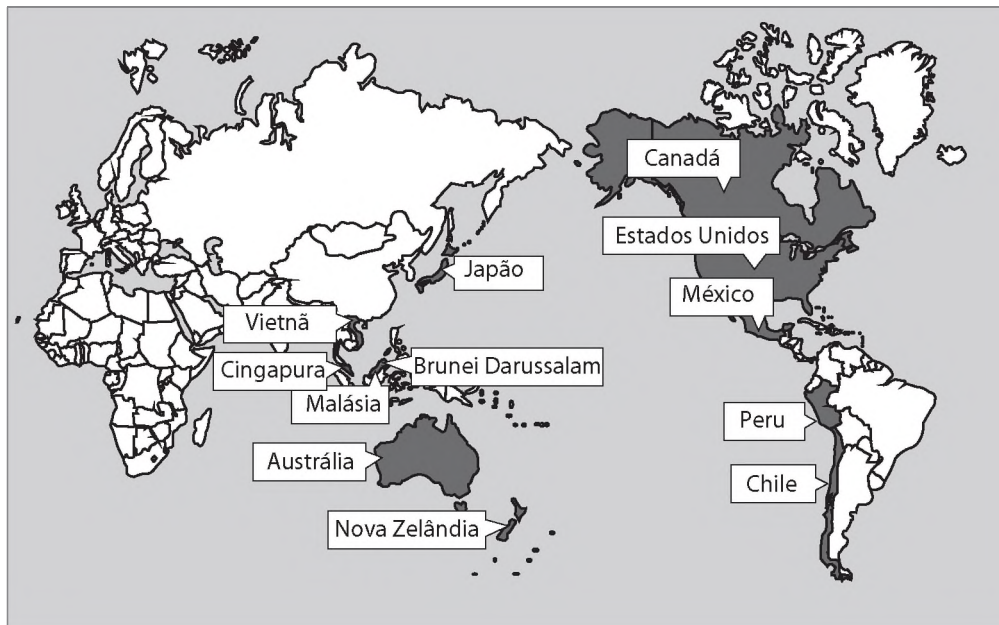 Canadá
Estados Unidos
Japão
México
Vietnã
Cingapura
Brunei Darussalam
Malásia
Peru
Austrália
Chile
Nova Zelândia